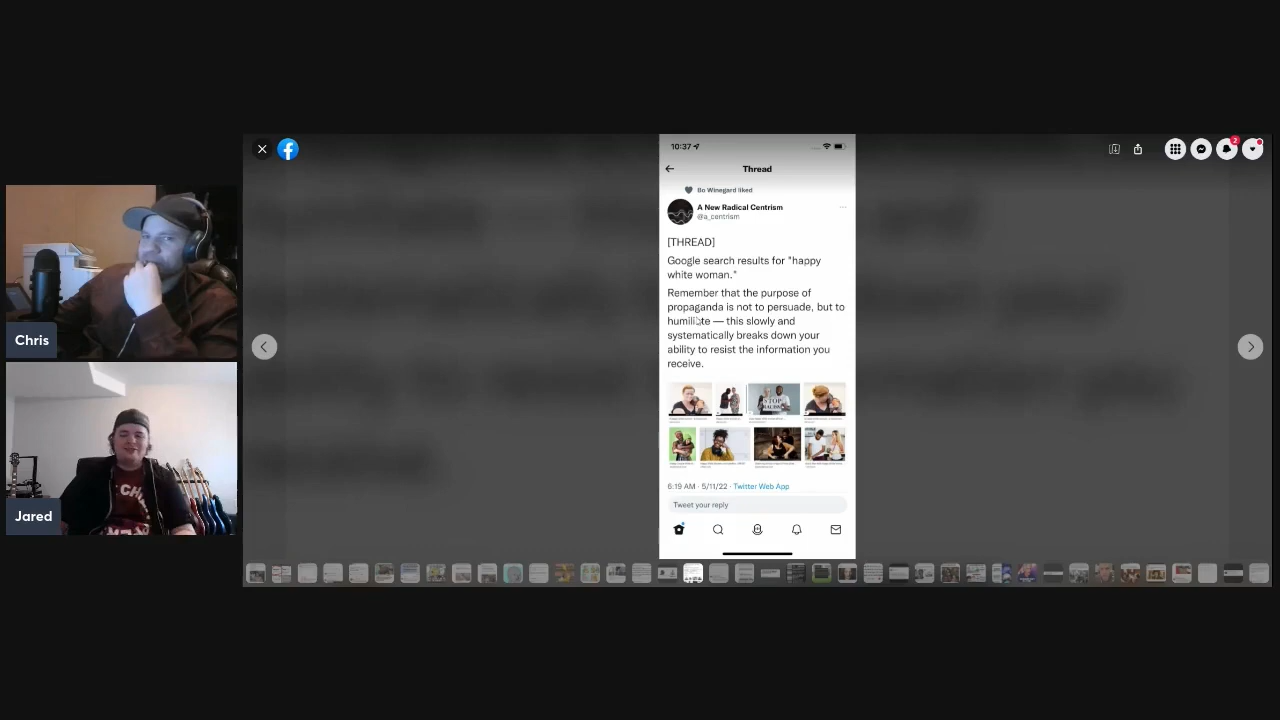 10:37
Thread
Bo Winegard liked
A New Radical Centrism
@a_centrism
[THREAD]
Google search results for "happy
white woman."
Remember that the purpose of
propaganda is not to persuade, but to
humiliate — this slowly and
systematically breaks down your
ability to resist the information you
receive.
STOP
RACISM
6:19 AM · 5/11/22 · Twitter Web App
Tweet your reply
2
Chris
Jared